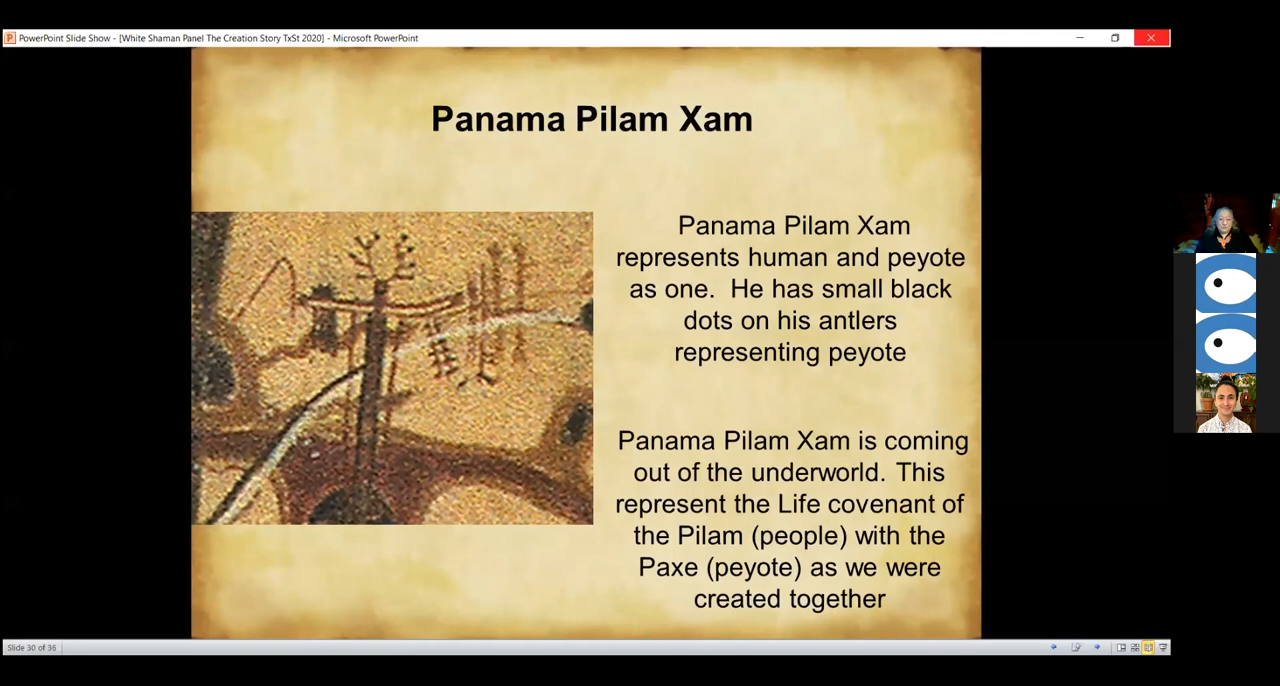 PowerPoint Slide Show - [White Shaman Panel The Creation Story TxSt 2020] - Microsoft PowerPoint
Panama Pilam Xam
Panama Pilam Xam
represents human and peyote
as one. He has small black
dots on his antlers
representing peyote
Panama Pilam Xam is coming
out of the underworld. This
represent the Life covenant of
the Pilam (people) with the
Paxe (peyote) as we were
created together
Slide 30 of 36